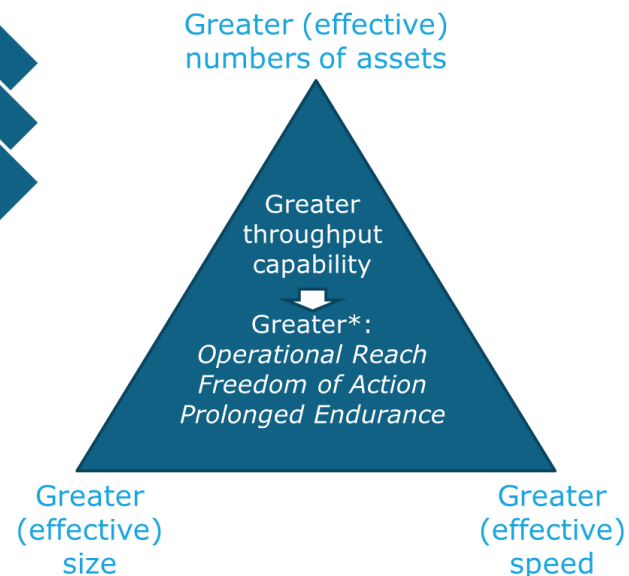 Greater (effective)
numbers of assets
Greater
throughput
capability
Greater*:
Operational Reach
Freedom of Action
Prolonged Endurance
Greater
(effective)
size
Greater
(effective)
speed